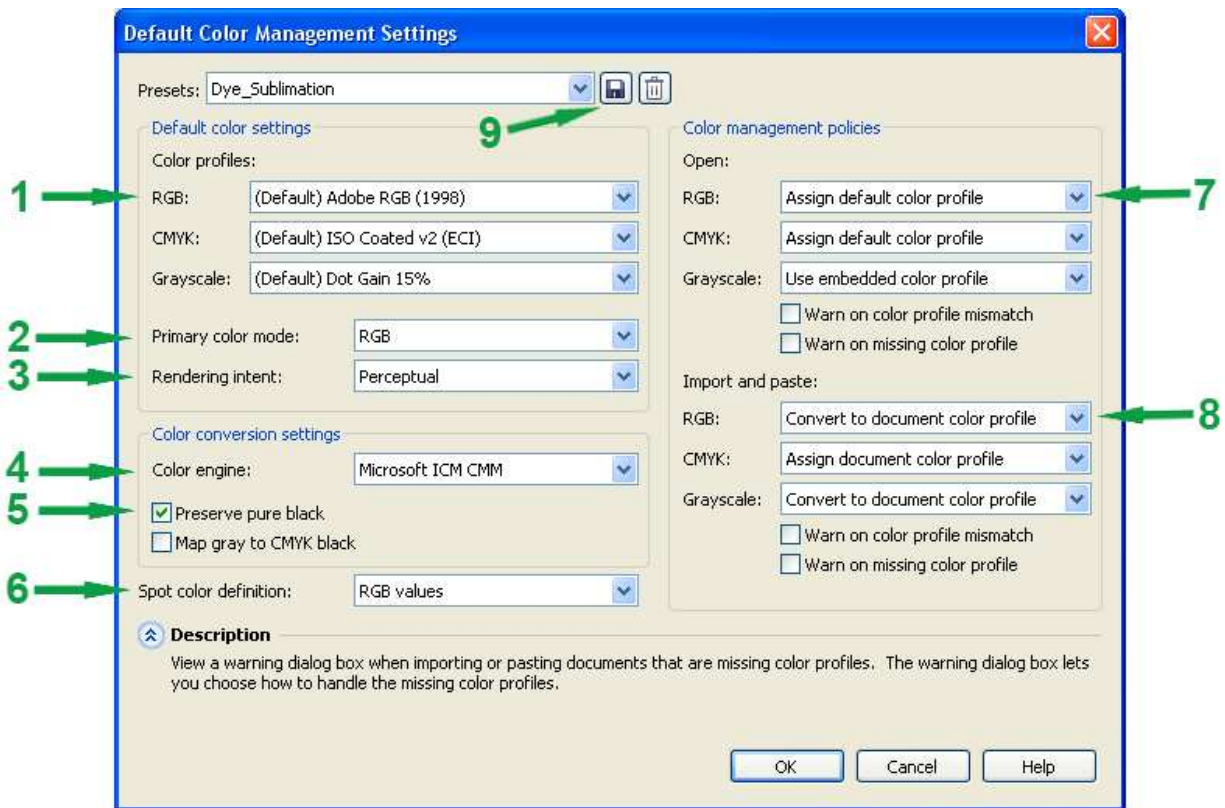 Default Color Management Settings
Presets: Dye_Sublimation
9
Default color settings
Color profiles:
1
RGB: (Default) Adobe RGB (1998)
CMYK: (Default) ISO Coated v2 (ECI)
Grayscale: (Default) Dot Gain 15%
2
Primary color mode: RGB
3
Rendering intent: Perceptual
Color conversion settings
4
Color engine: Microsoft ICM CMM
5
Preserve pure black
Map gray to CMYK black
6
Spot color definition: RGB values
Color management policies
Open:
RGB: Assign default color profile
7
CMYK: Assign default color profile
Grayscale: Use embedded color profile
Warn on color profile mismatch
Warn on missing color profile
Import and paste:
RGB: Convert to document color profile
8
CMYK: Assign document color profile
Grayscale: Convert to document color profile
Warn on color profile mismatch
Warn on missing color profile
Description
View a warning dialog box when importing or pasting documents that are missing color profiles. The warning dialog box lets
you choose how to handle the missing color profiles.
OK Cancel Help